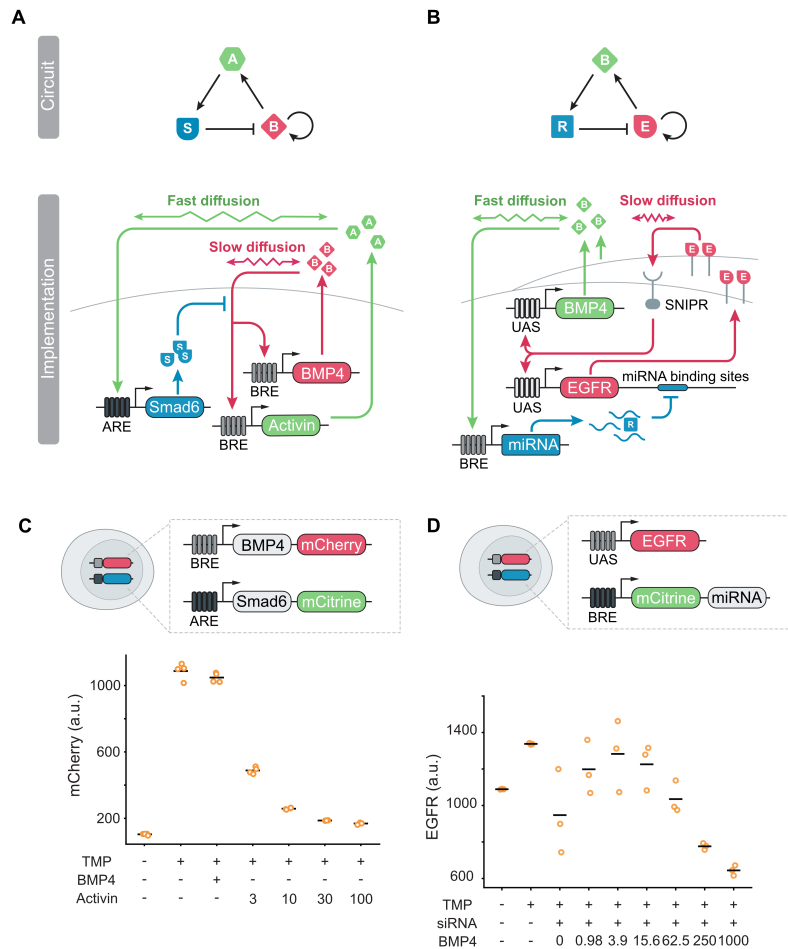 A
B
Circuit
A
S
B
B
R
E
Implementation
Fast diffusion
A
A
A
Slow diffusion
B
B
B
S
S
S
Smad6
ARE
BMP4
BRE
Activin
BRE
Fast diffusion
Slow diffusion
B
B
B
E
E
E
E
BMP4
UAS
SNIPR
EGFR
UAS
miRNA binding sites
miRNA
BRE
R
C
BMP4
mCherry
BRE
Smad6
mCitrine
ARE
mCherry (a.u.)
1000
600
200
TMP - + + + + + +
BMP4 - - + - - - -
Activin - - - 3 10 30 100
D
EGFR
UAS
mCitrine
miRNA
BRE
EGFR (a.u.)
1400
1000
600
TMP - + + + + + + + +
siRNA - - + + + + + + +
BMP4 - - 0 0.98 3.9 15.6 62.5 250 1000